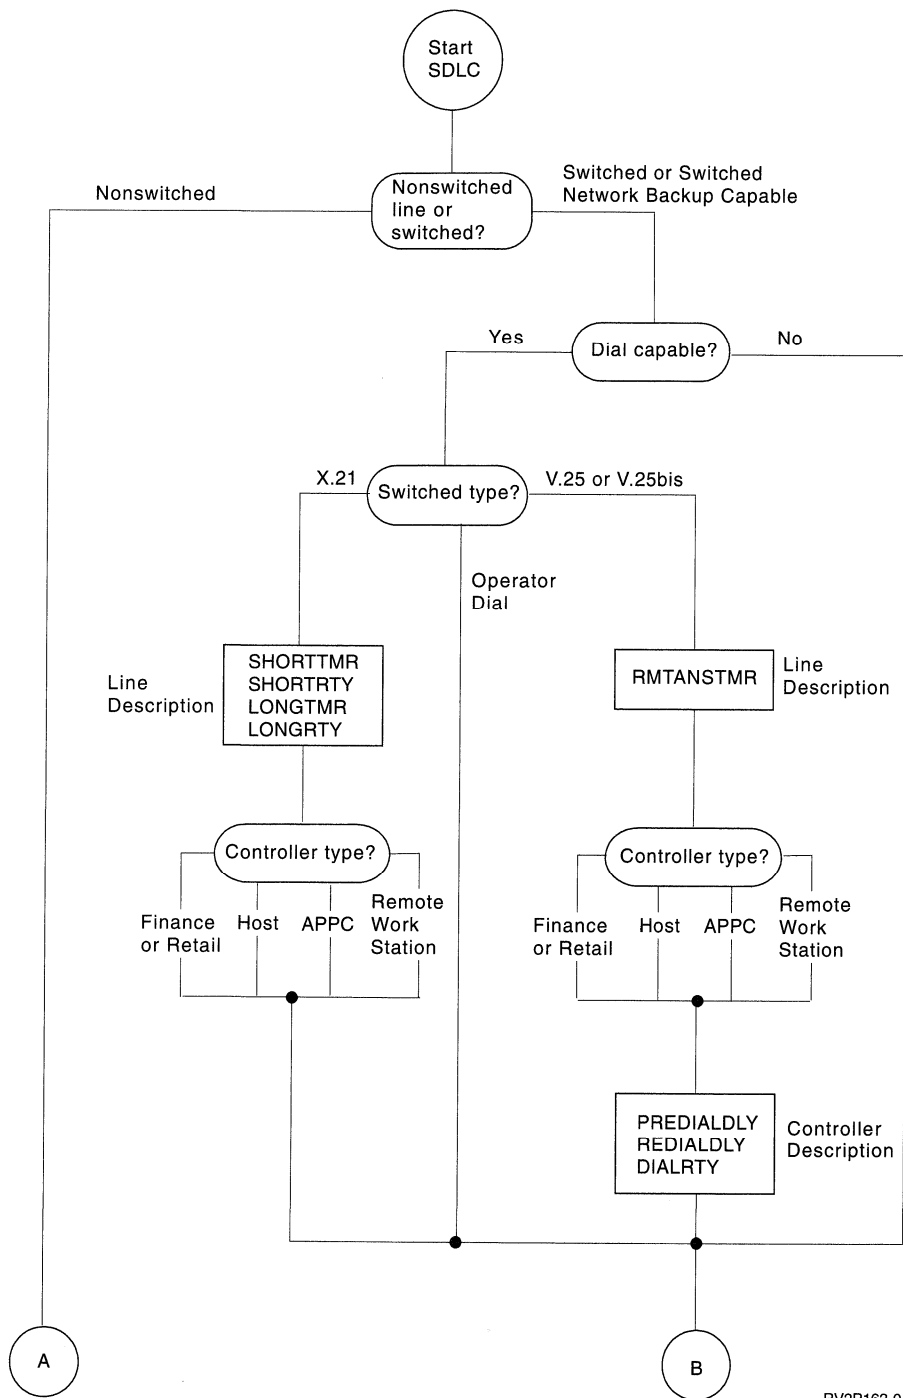 Start
SDLC
Nonswitched
Nonswitched
line or
switched?
Switched or Switched
Network Backup Capable
Yes
Dial capable?
No
X.21
Switched type?
V.25 or V.25bis
Operator
Dial
Line
Description
SHORTTMR
SHORTRTY
LONGTMR
LONGRTY
RMTANSTMR
Line
Description
Controller type?
Finance
or Retail
Host
APPC
Remote
Work
Station
Controller type?
Finance
or Retail
Host
APPC
Remote
Work
Station
PREDIALDLY
REDIALDLY
DIALRTY
Controller
Description
A
B